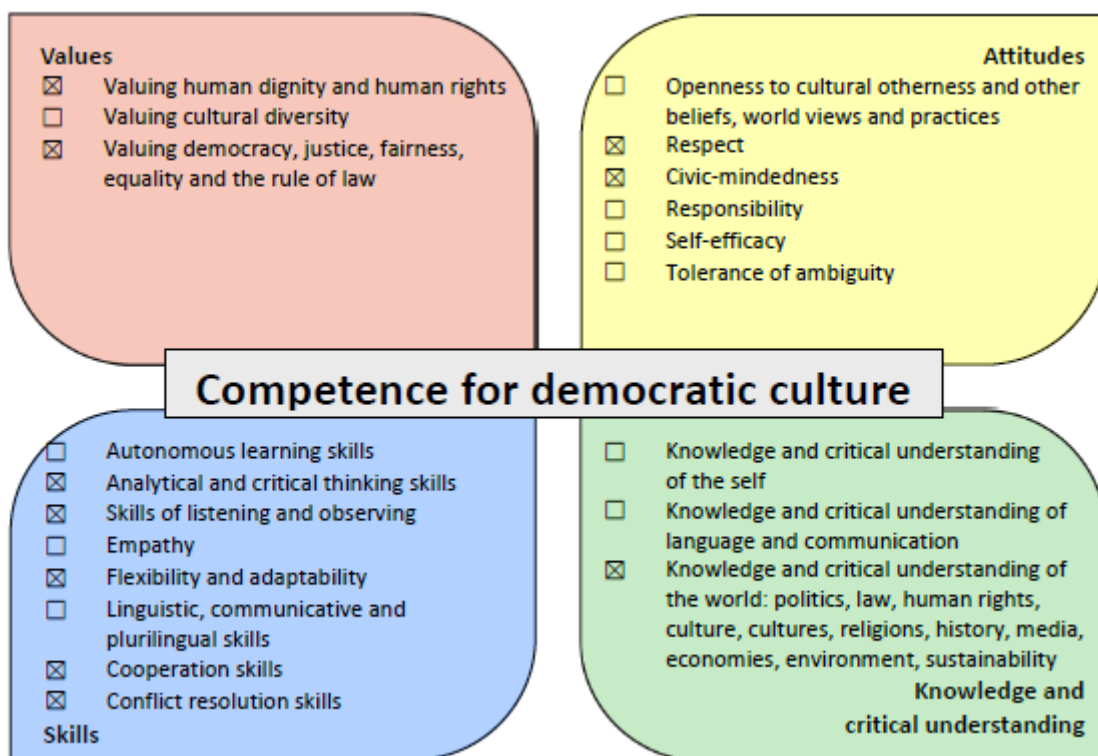 Values
☒ Valuing human dignity and human rights
☐ Valuing cultural diversity
☒ Valuing democracy, justice, fairness,
equality and the rule of law
Attitudes
☐ Openness to cultural otherness and other
beliefs, world views and practices
☒ Respect
☒ Civic-mindedness
☐ Responsibility
☐ Self-efficacy
☐ Tolerance of ambiguity
Competence for democratic culture
☐ Autonomous learning skills
☒ Analytical and critical thinking skills
☒ Skills of listening and observing
☐ Empathy
☒ Flexibility and adaptability
☐ Linguistic, communicative and
plurilingual skills
☒ Cooperation skills
☒ Conflict resolution skills
Skills
☐ Knowledge and critical understanding
of the self
☐ Knowledge and critical understanding of
language and communication
☒ Knowledge and critical understanding of
the world: politics, law, human rights,
culture, cultures, religions, history, media,
economies, environment, sustainability
Knowledge and
critical understanding